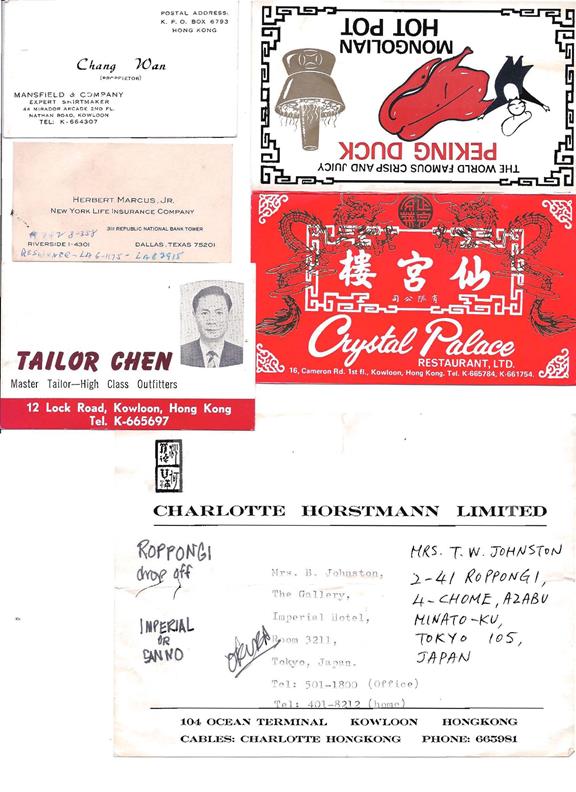 POSTAL ADDRESS:
K. P. O. BOX 6793
HONG KONG
Chang Wan
(PROPRIETOR)
MANSFIELD & COMPANY
EXPERT SHIRTMAKER
44 MIRADOR ARCADE 2ND FL.
NATHAN ROAD, KOWLOON
TEL: K-664307
MONGOLIAN
HOT POT
PEKING DUCK
THE WORLD FAMOUS CRISP AND JUICY
HERBERT MARCUS, JR.
NEW YORK LIFE INSURANCE COMPANY
311 REPUBLIC NATIONAL BANK TOWER
RIVERSIDE 1-4301
DALLAS, TEXAS 75201
樓宮仙
司公限有
Crystal Palace
RESTAURANT, LTD.
16, Cameron Rd. 1st fl., Kowloon, Hong Kong. Tel. K-665784, K-661754.
TAILOR CHEN
Master Tailor—High Class Outfitters
12 Lock Road, Kowloon, Hong Kong
Tel. K-665697
CHARLOTTE HORSTMANN LIMITED
ROPPONGI
drop off
IMPERIAL
OR
SANNO
OKURA
Mrs. B. Johnston,
The Gallery,
Imperial Hotel,
Room 3211,
Tokyo, Japan.
Tel: 501-1800 (Office)
Tel: 401-8212 (home)
MRS. T. W. JOHNSTON
2-41 ROPPONGI,
4-CHOME, AZABU
MINATO-KU,
TOKYO 105,
JAPAN
104 OCEAN TERMINAL KOWLOON HONGKONG
CABLES: CHARLOTTE HONGKONG PHONE: 665981